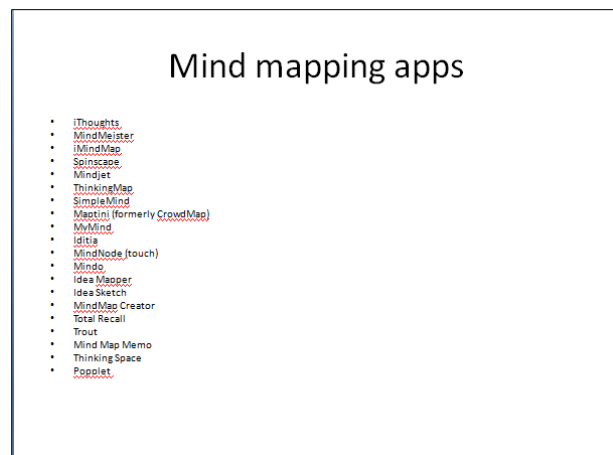 Mind mapping apps
• iThoughts
• MindMeister
• iMindMap
• Spinscape
• Mindjet
• ThinkingMap
• SimpleMind
• Maptini (formerly CrowdMap)
• MyMind
• Iditia
• MindNode (touch)
• Mindo
• Idea Mapper
• Idea Sketch
• MindMap Creator
• Total Recall
• Trout
• Mind Map Memo
• Thinking Space
• Popplet